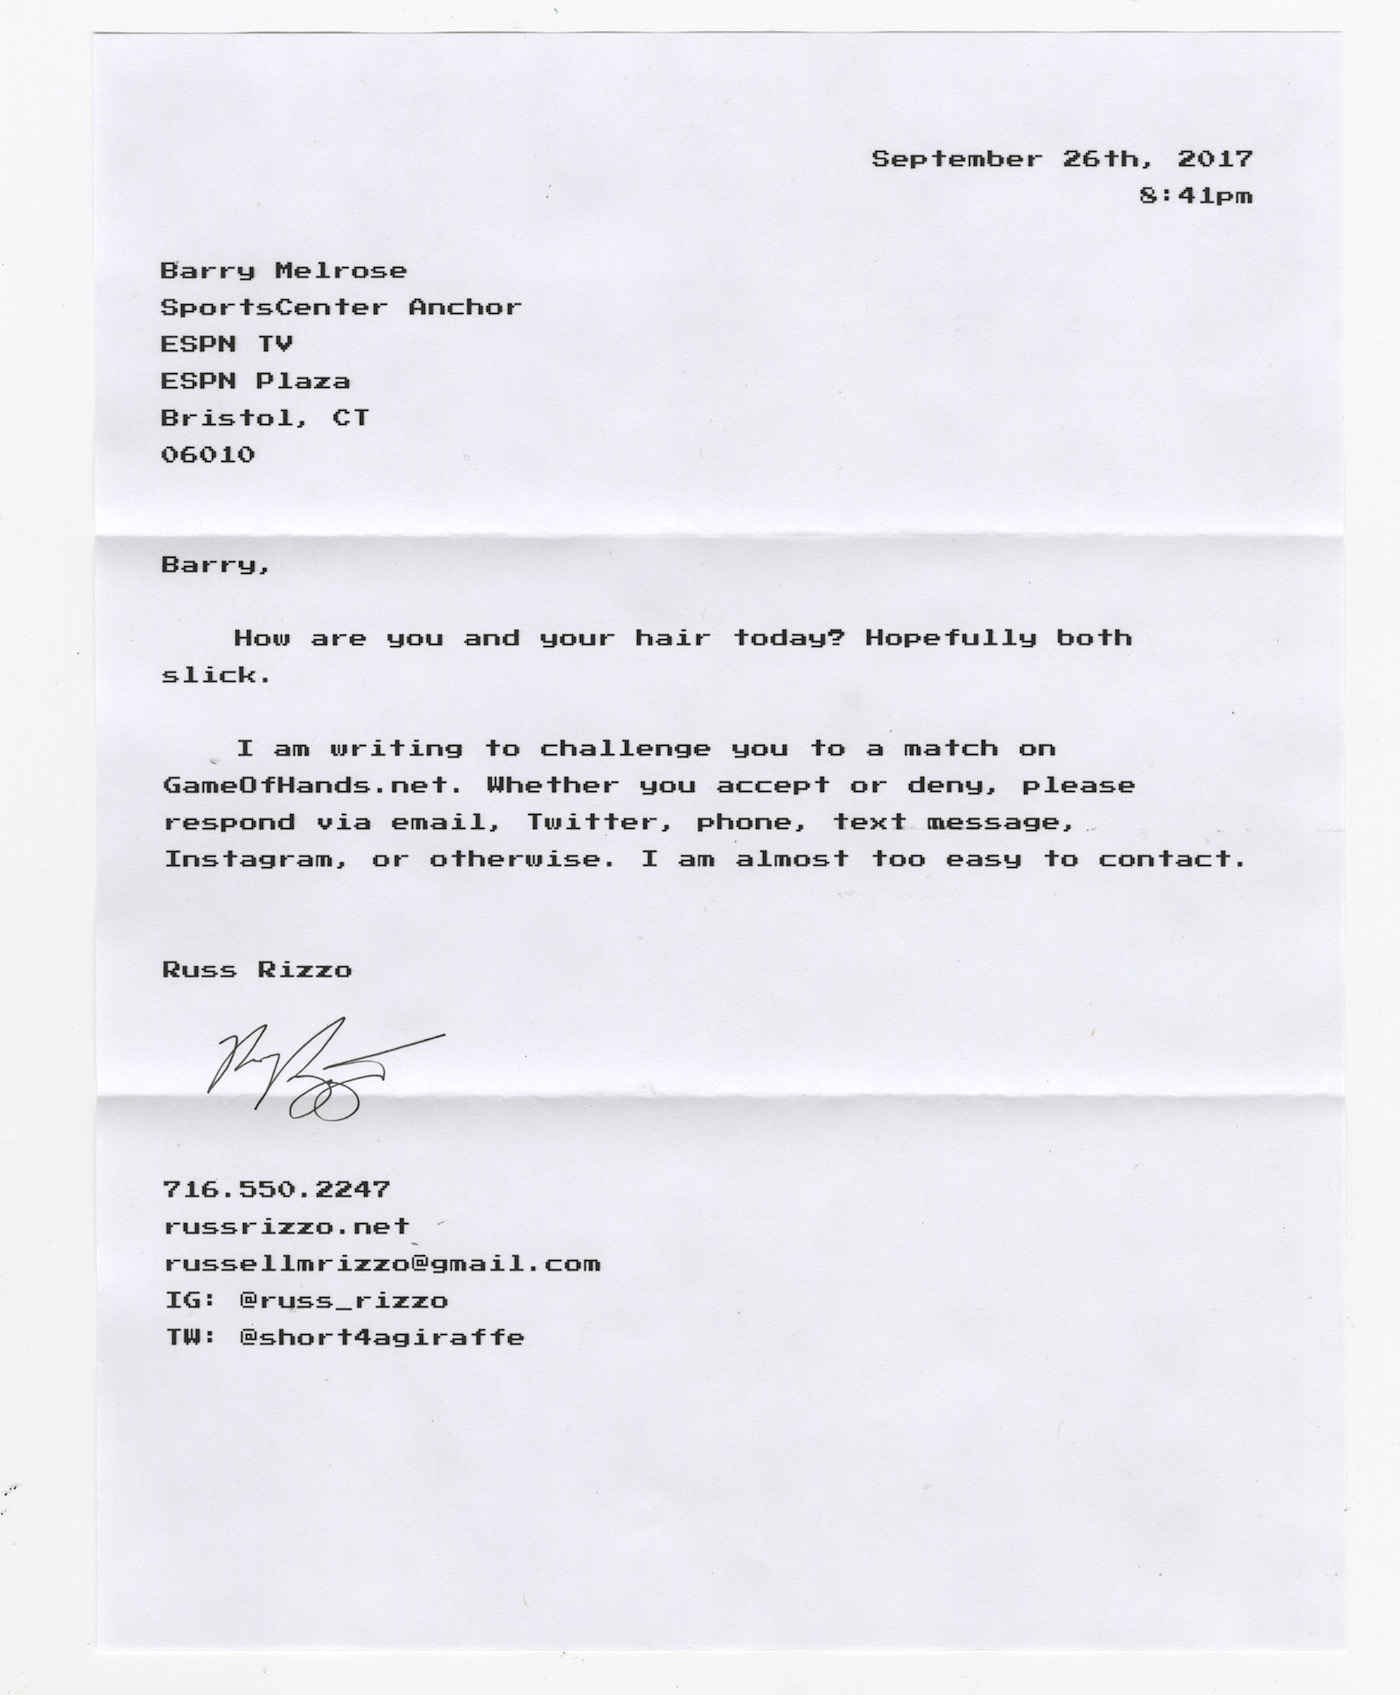 September 26th, 2017
8:41pm
Barry Melrose
SportsCenter Anchor
ESPN TV
ESPN Plaza
Bristol, CT
06010
Barry,
How are you and your hair today? Hopefully both
slick.
I am writing to challenge you to a match on
GameOfHands.net. Whether you accept or deny, please
respond via email, Twitter, phone, text message,
Instagram, or otherwise. I am almost too easy to contact.
Russ Rizzo
716.550.2247
russrizzo.net
russellmrizzo@gmail.com
IG: @russ_rizzo
TW: @short4agiraffe